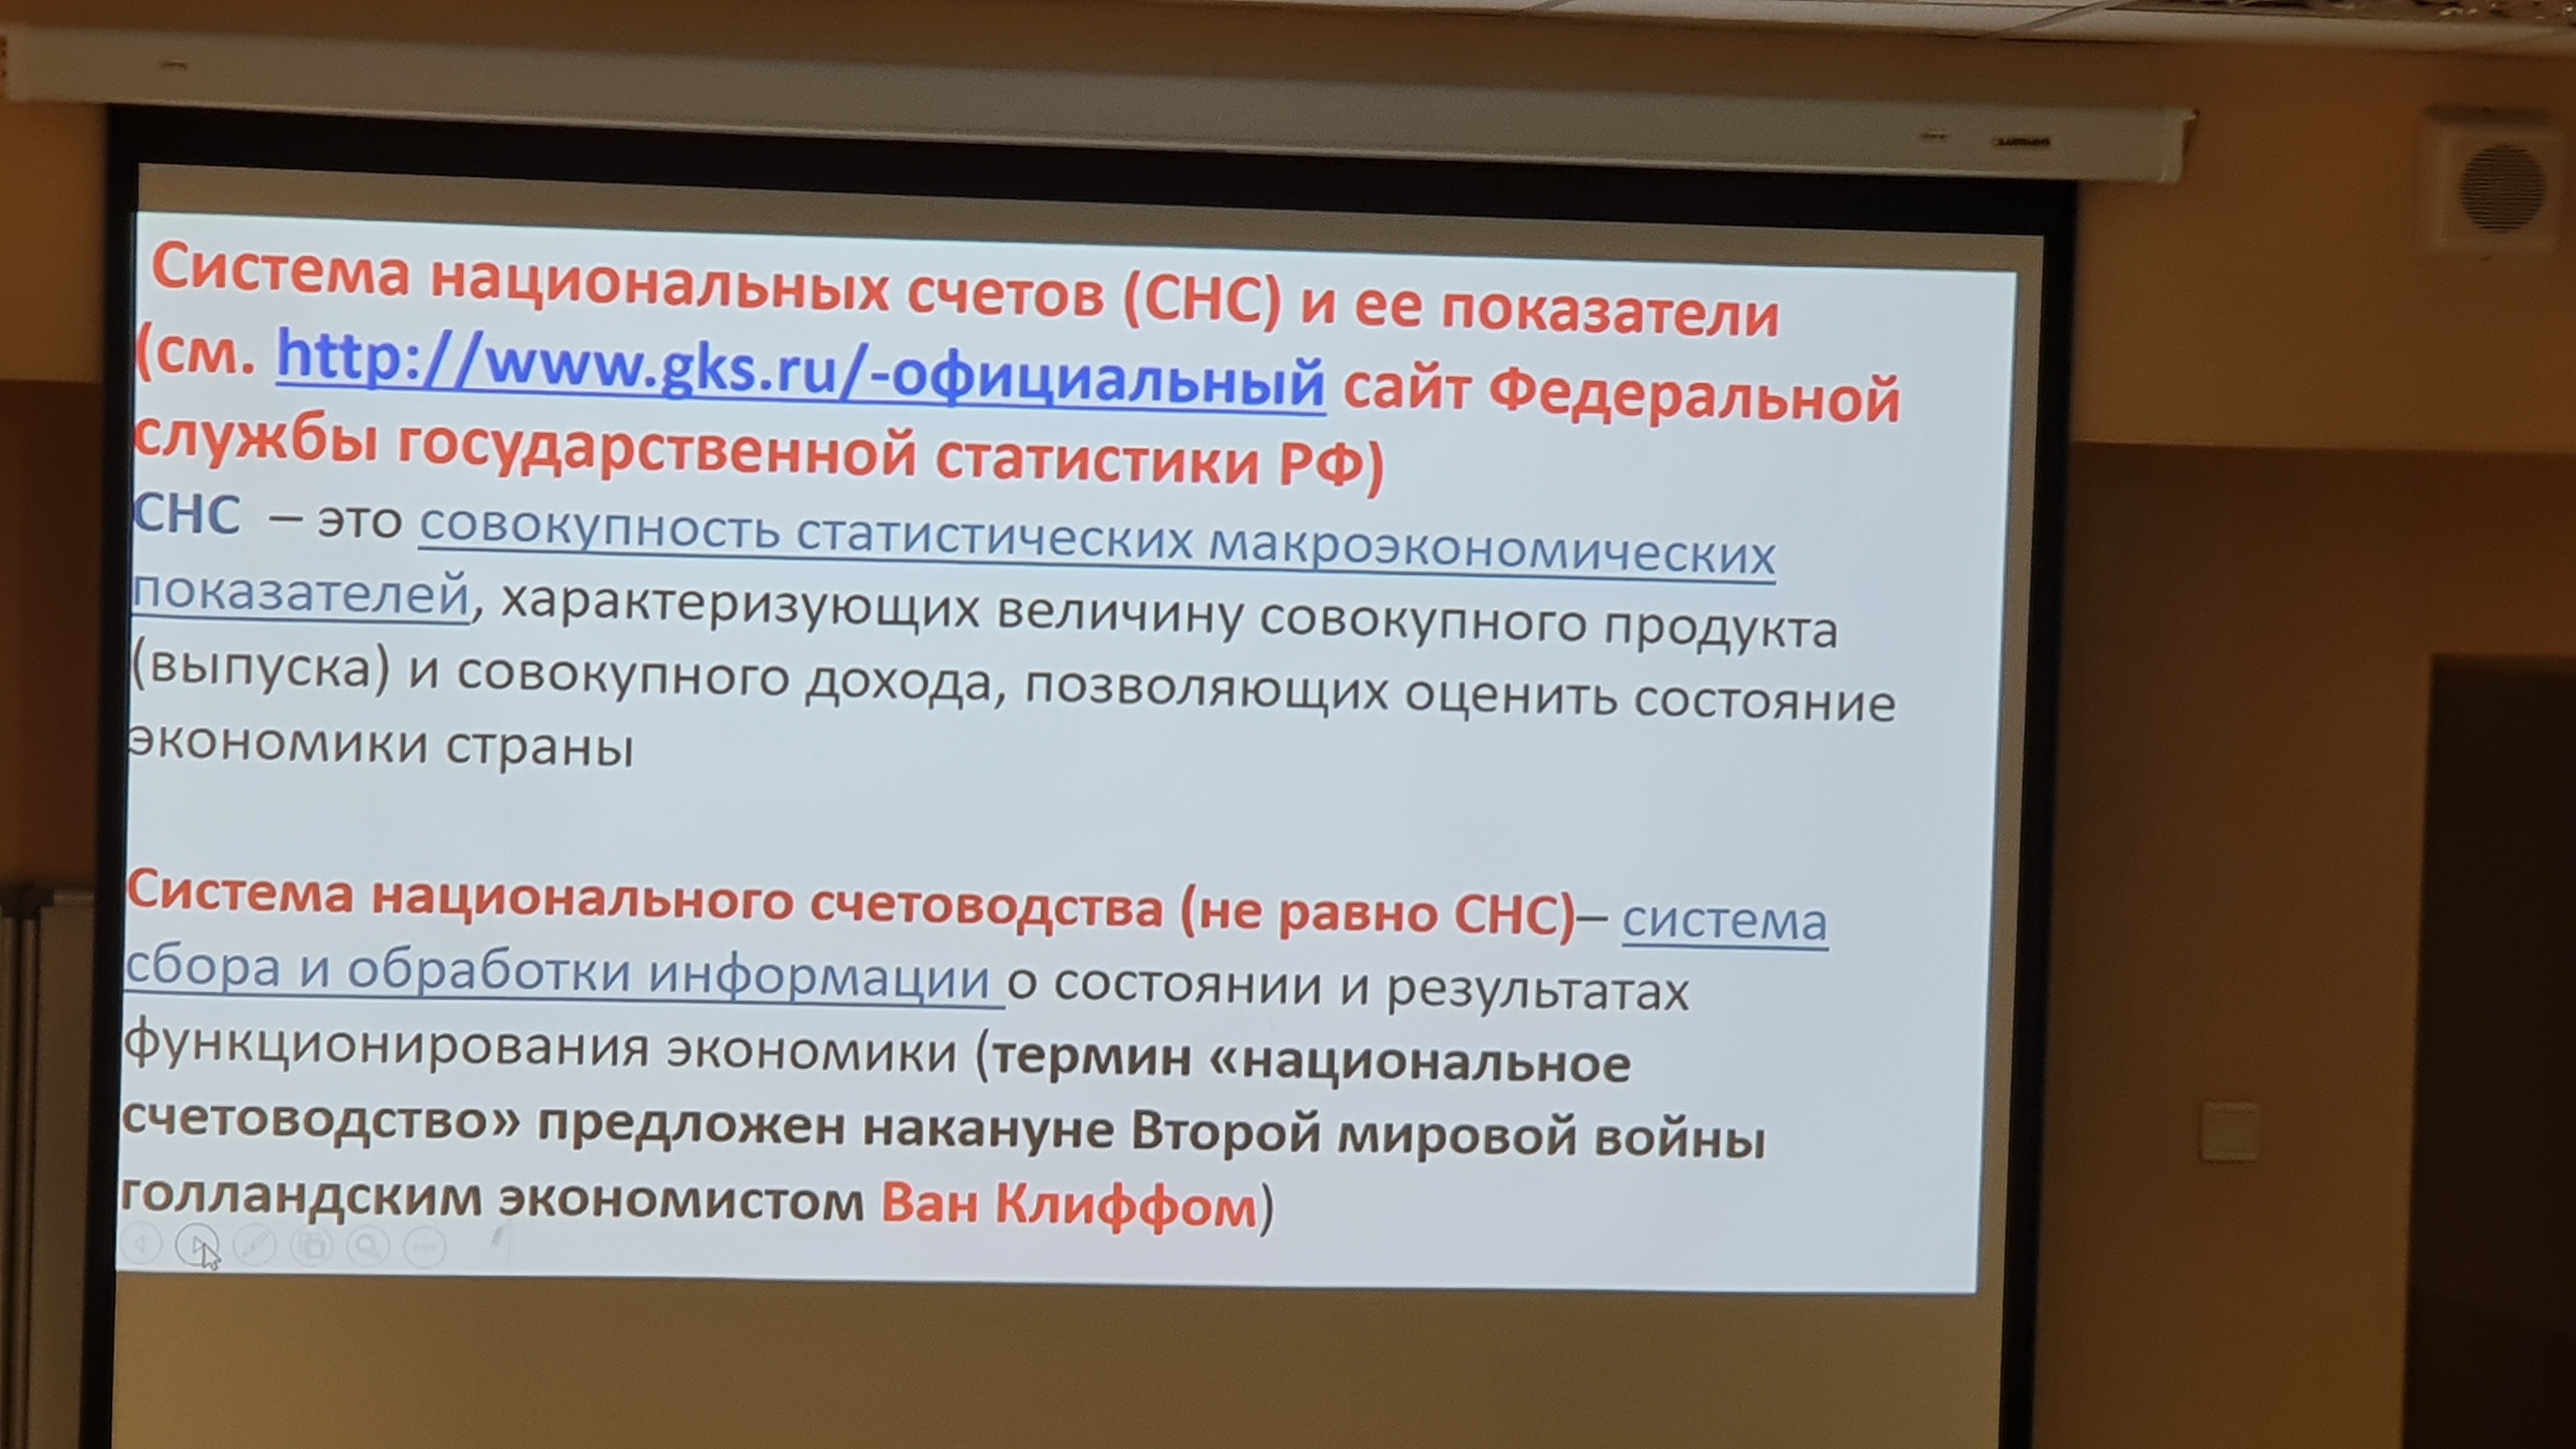 Система национальных счетов (СНС) и ее показатели
(см. http://www.gks.ru/-официальный сайт Федеральной
службы государственной статистики РФ)
СНС – это совокупность статистических макроэкономических
показателей, характеризующих величину совокупного продукта
(выпуска) и совокупного дохода, позволяющих оценить состояние
экономики страны
Система национального счетоводства (не равно СНС)– система
сбора и обработки информации о состоянии и результатах
функционирования экономики (термин «национальное
счетоводство» предложен накануне Второй мировой войны
голландским экономистом Ван Клиффом)